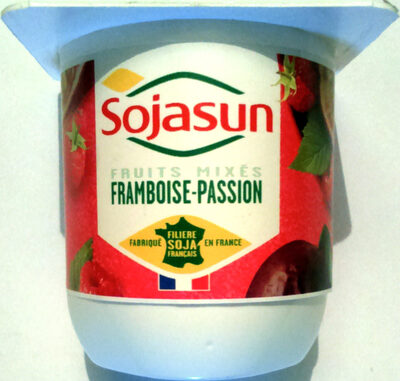 Sojasun
FRUITS MIXÉS
FRAMBOISE-PASSION
FABRIQUÉ
FILIERE
SOJA
FRANÇAIS
EN FRANCE